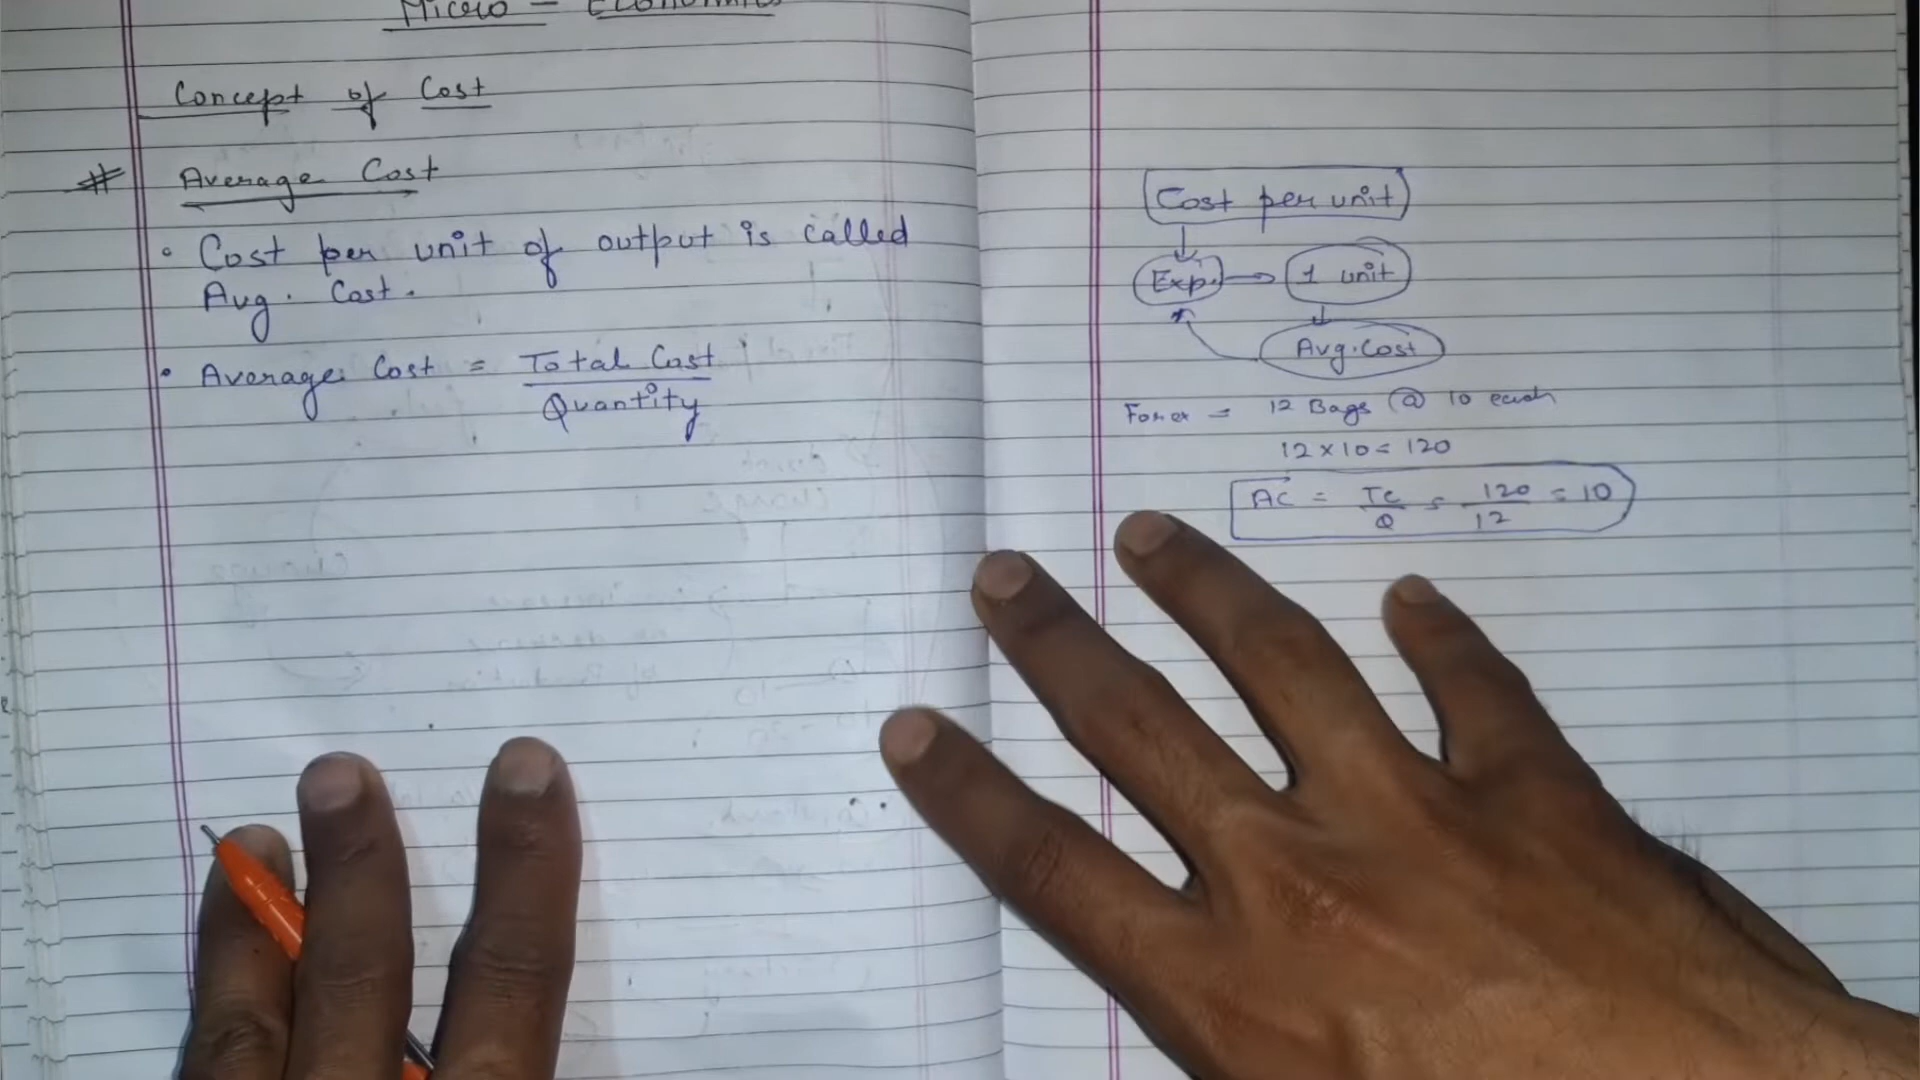 Micro - Economics
Concept of Cost
# Average Cost
• Cost per unit of output is called
Avg. Cost.
• Average Cost = Total Cost
Quantity
Cost per unit
Exp. → 1 unit
Avg. Cost
For ex = 12 Bags @ 10 each
12 x 10 = 120
AC = TC/Q = 120/12 = 10